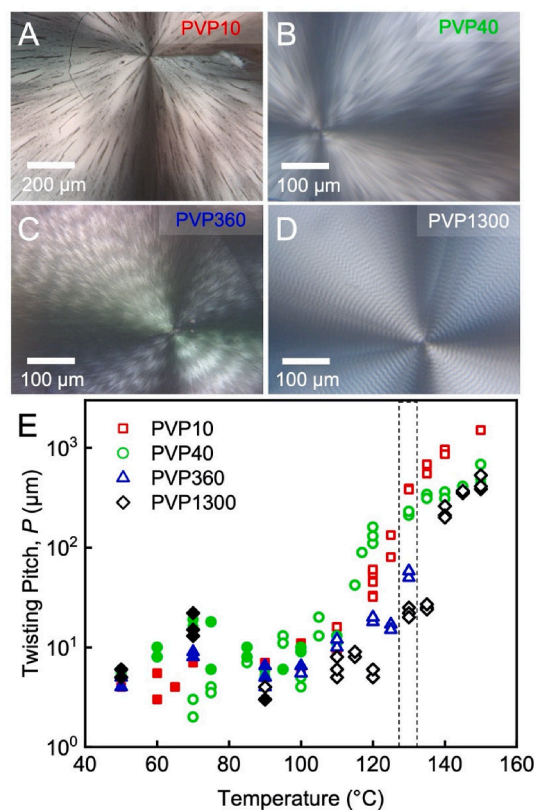 A
PVP10
200 µm
B
PVP40
100 µm
C
PVP360
100 µm
D
PVP1300
100 µm
E
PVP10
PVP40
PVP360
PVP1300
Twisting Pitch, P (µm)
10³
10²
10¹
10⁰
40 60 80 100 120 140 160
Temperature (°C)